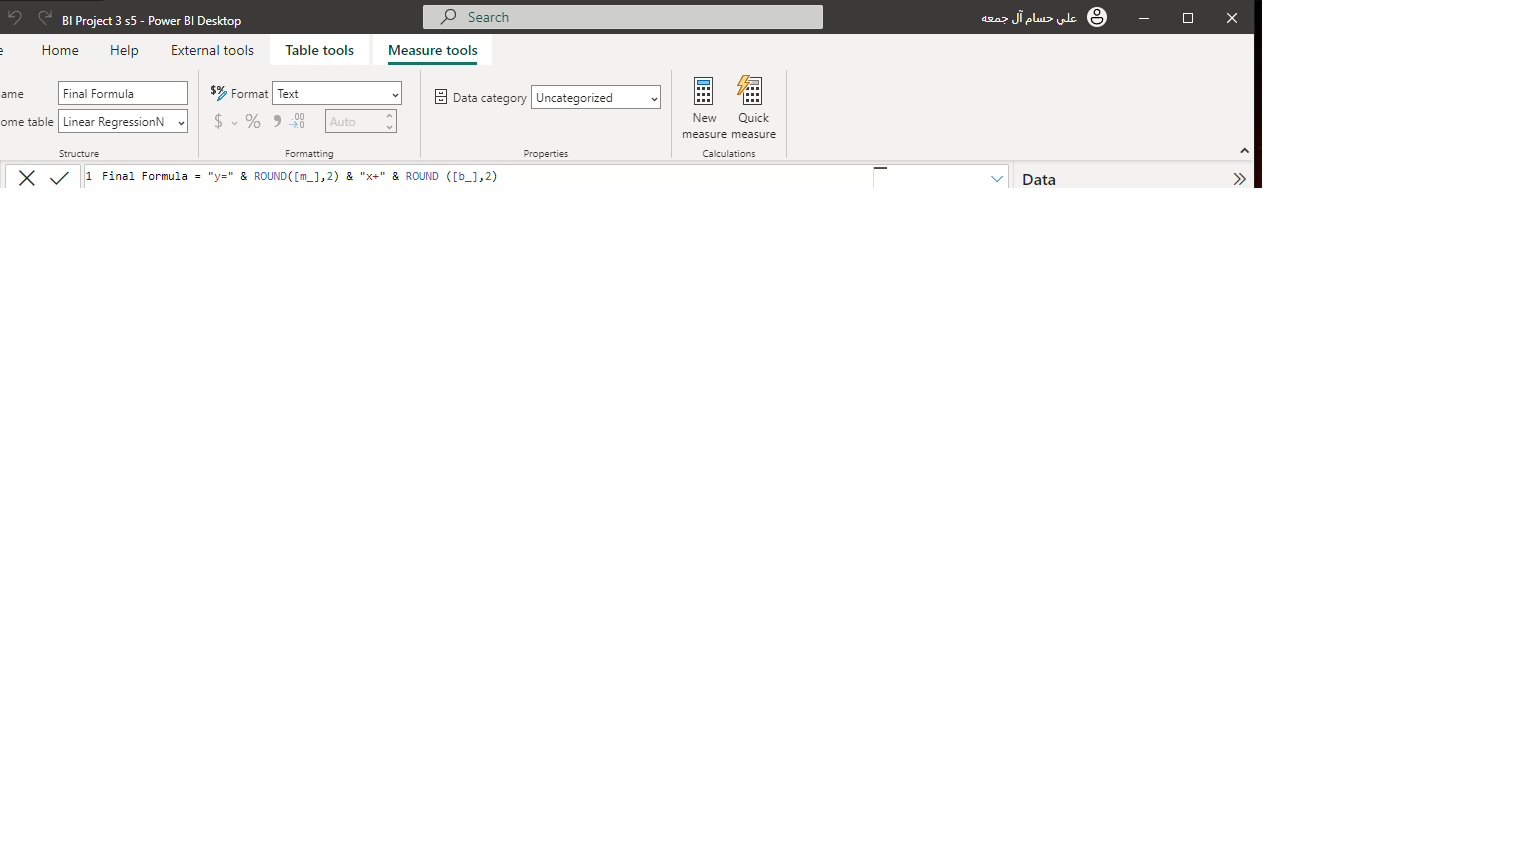 BI Project 3 s5 - Power BI Desktop
Search
علي حسام آل جمعه
e
Home
Help
External tools
Table tools
Measure tools
ame
Final Formula
$% Format
Text
Data category
Uncategorized
New measure
Quick measure
ome table
Linear RegressionN
$ % 9 .00
Auto
Structure
Formatting
Properties
Calculations
1 Final Formula = "y=" & ROUND([m_],2) & "x+" & ROUND ([b_],2)
Data